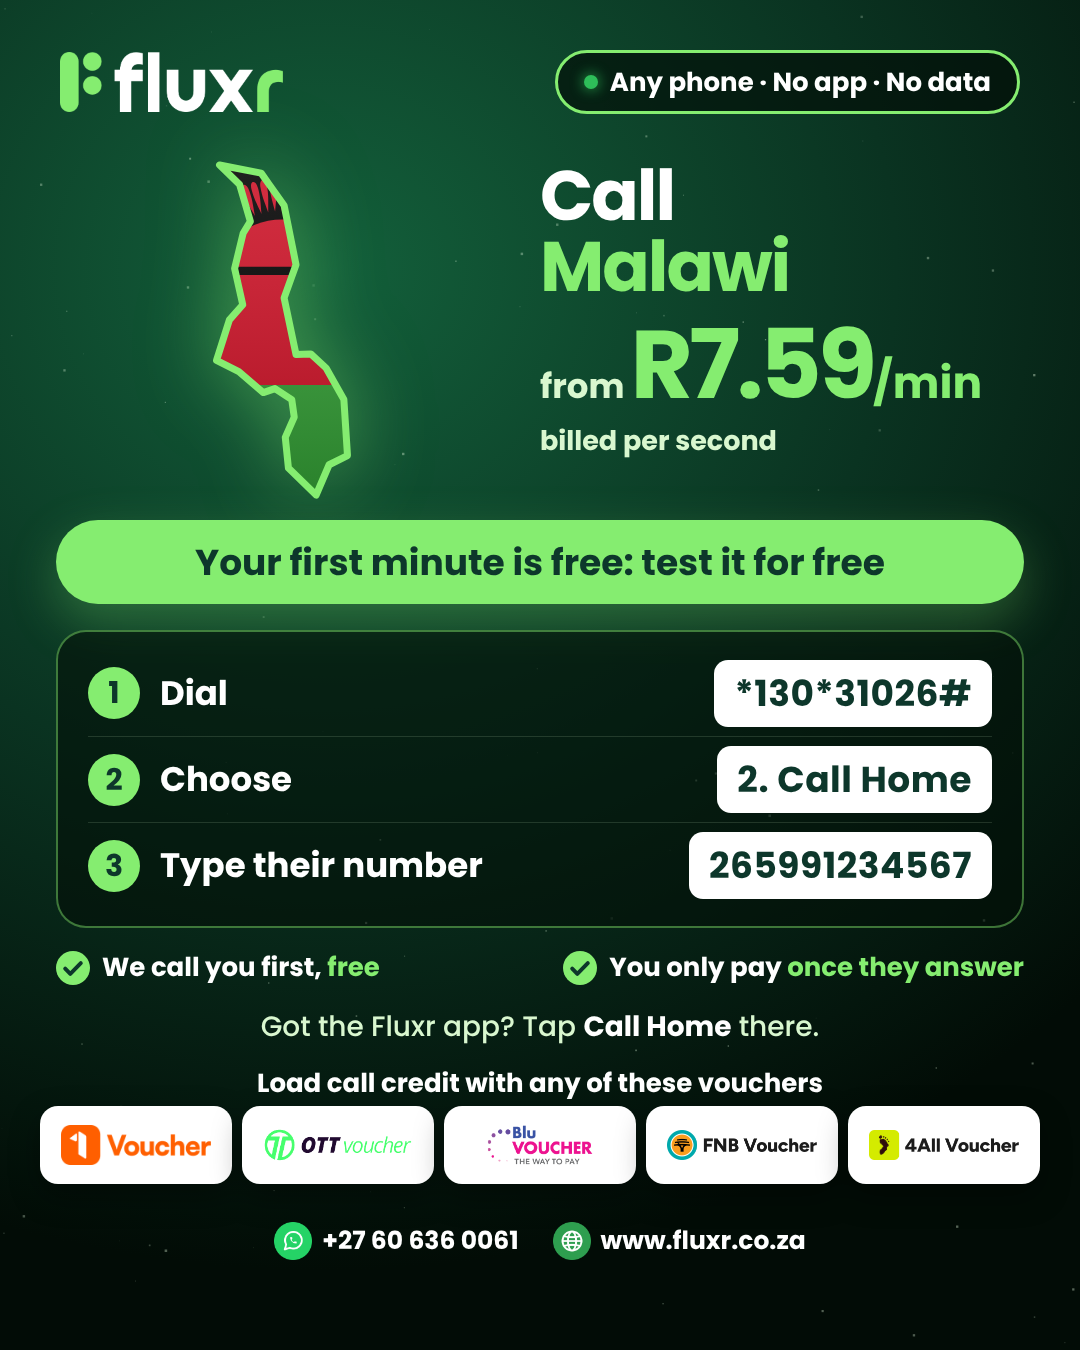 fluxr
Any phone · No app · No data
Call
Malawi
from R7.59/min
billed per second
Your first minute is free: test it for free
1 Dial *130*31026#
2 Choose 2. Call Home
3 Type their number 265991234567
We call you first, free
You only pay once they answer
Got the Fluxr app? Tap Call Home there.
Load call credit with any of these vouchers
1 Voucher
OTT voucher
Blu
VOUCHER
THE WAY TO PAY
FNB Voucher
4All Voucher
+27 60 636 0061
www.fluxr.co.za